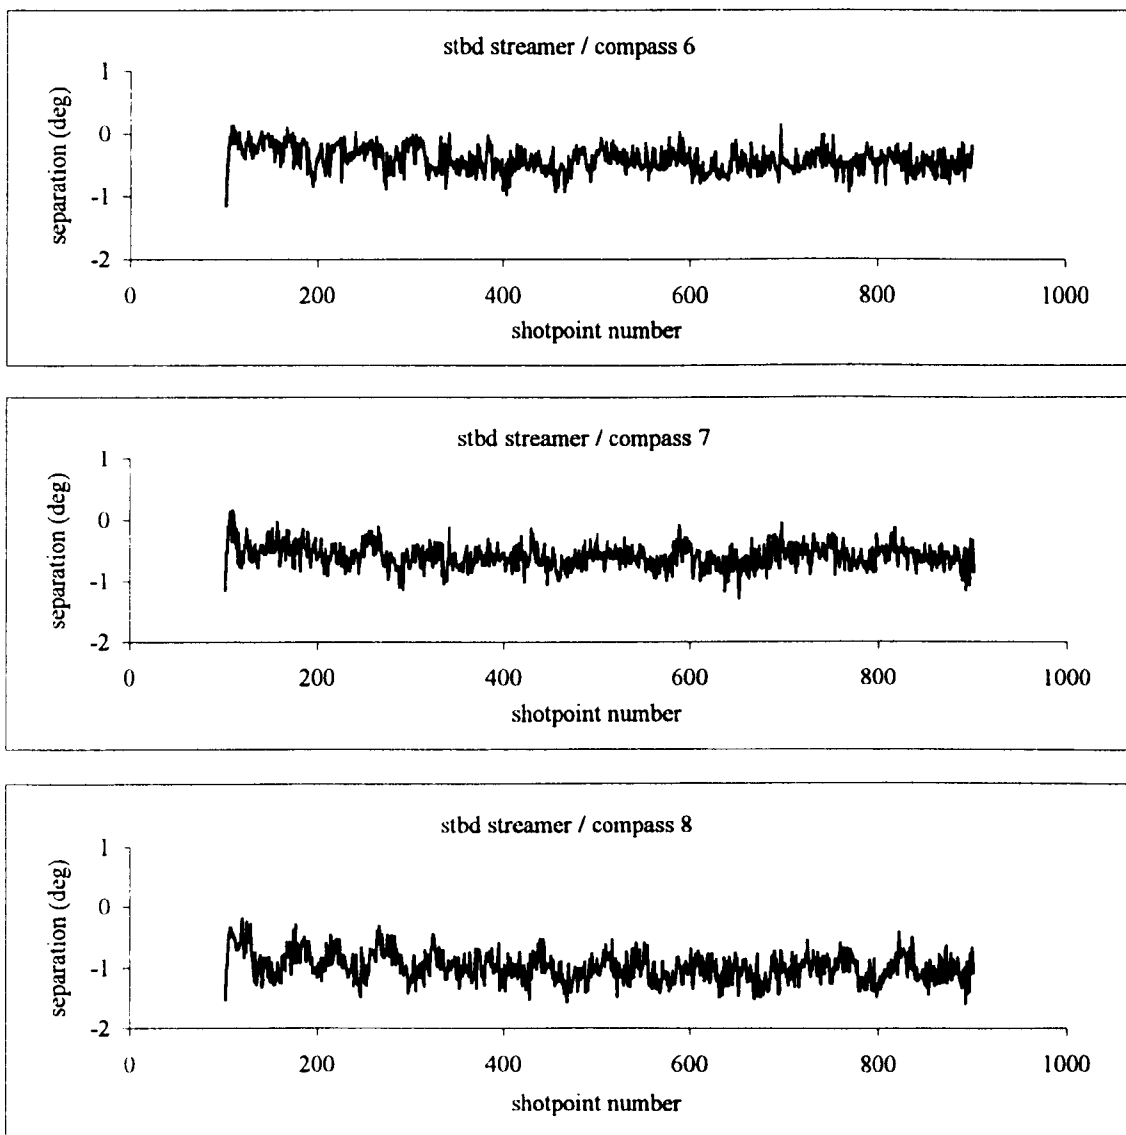 stbd streamer / compass 6
separation (deg)
1
0
-1
-2
0 200 400 600 800 1000
shotpoint number
stbd streamer / compass 7
separation (deg)
1
0
-1
-2
0 200 400 600 800 1000
shotpoint number
stbd streamer / compass 8
separation (deg)
1
0
-1
-2
0 200 400 600 800 1000
shotpoint number